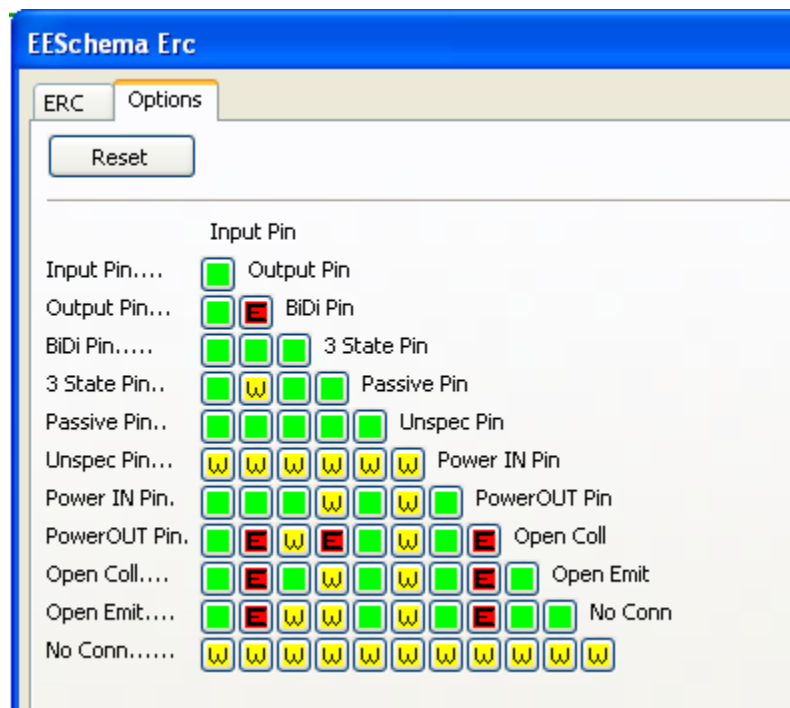 EESchema Erc
ERC Options
Reset
Input Pin
Input Pin.... Output Pin
Output Pin... E BiDi Pin
BiDi Pin..... 3 State Pin
3 State Pin.. W Passive Pin
Passive Pin.. Unspec Pin
Unspec Pin... W W W W W W Power IN Pin
Power IN Pin. W W PowerOUT Pin
PowerOUT Pin. E W E W E Open Coll
Open Coll.... E W W E Open Emit
Open Emit.... E W W W E No Conn
No Conn...... W W W W W W W W W W W